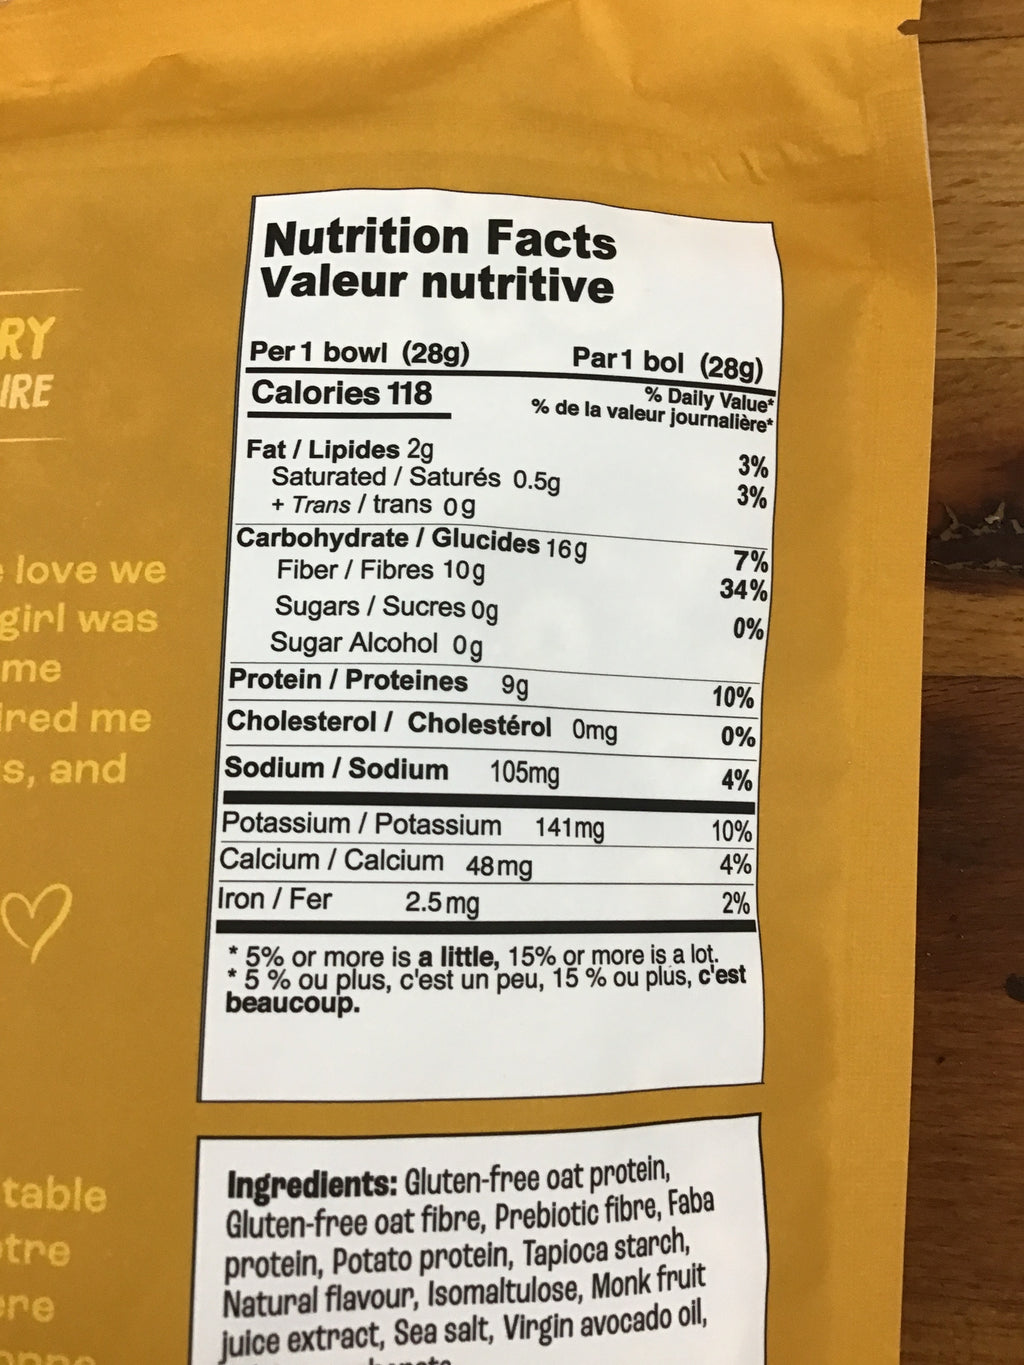 RY
IRE
love we
girl was
me
red me
s, and
table
tre
Nutrition Facts
Valeur nutritive
Per 1 bowl (28g) Par 1 bol (28g)
Calories 118 % Daily Value*
% de la valeur journalière*
Fat / Lipides 2g 3%
Saturated / Saturés 0.5g 3%
+ Trans / trans 0g
Carbohydrate / Glucides 16g 7%
Fiber / Fibres 10g 34%
Sugars / Sucres 0g 0%
Sugar Alcohol 0g
Protein / Proteines 9g 10%
Cholesterol / Cholestérol 0mg 0%
Sodium / Sodium 105mg 4%
Potassium / Potassium 141mg 10%
Calcium / Calcium 48mg 4%
Iron / Fer 2.5mg 2%
* 5% or more is a little, 15% or more is a lot.
* 5 % ou plus, c'est un peu, 15 % ou plus, c'est
beaucoup.
Ingredients: Gluten-free oat protein,
Gluten-free oat fibre, Prebiotic fibre, Faba
protein, Potato protein, Tapioca starch,
Natural flavour, Isomaltulose, Monk fruit
juice extract, Sea salt, Virgin avocado oil,